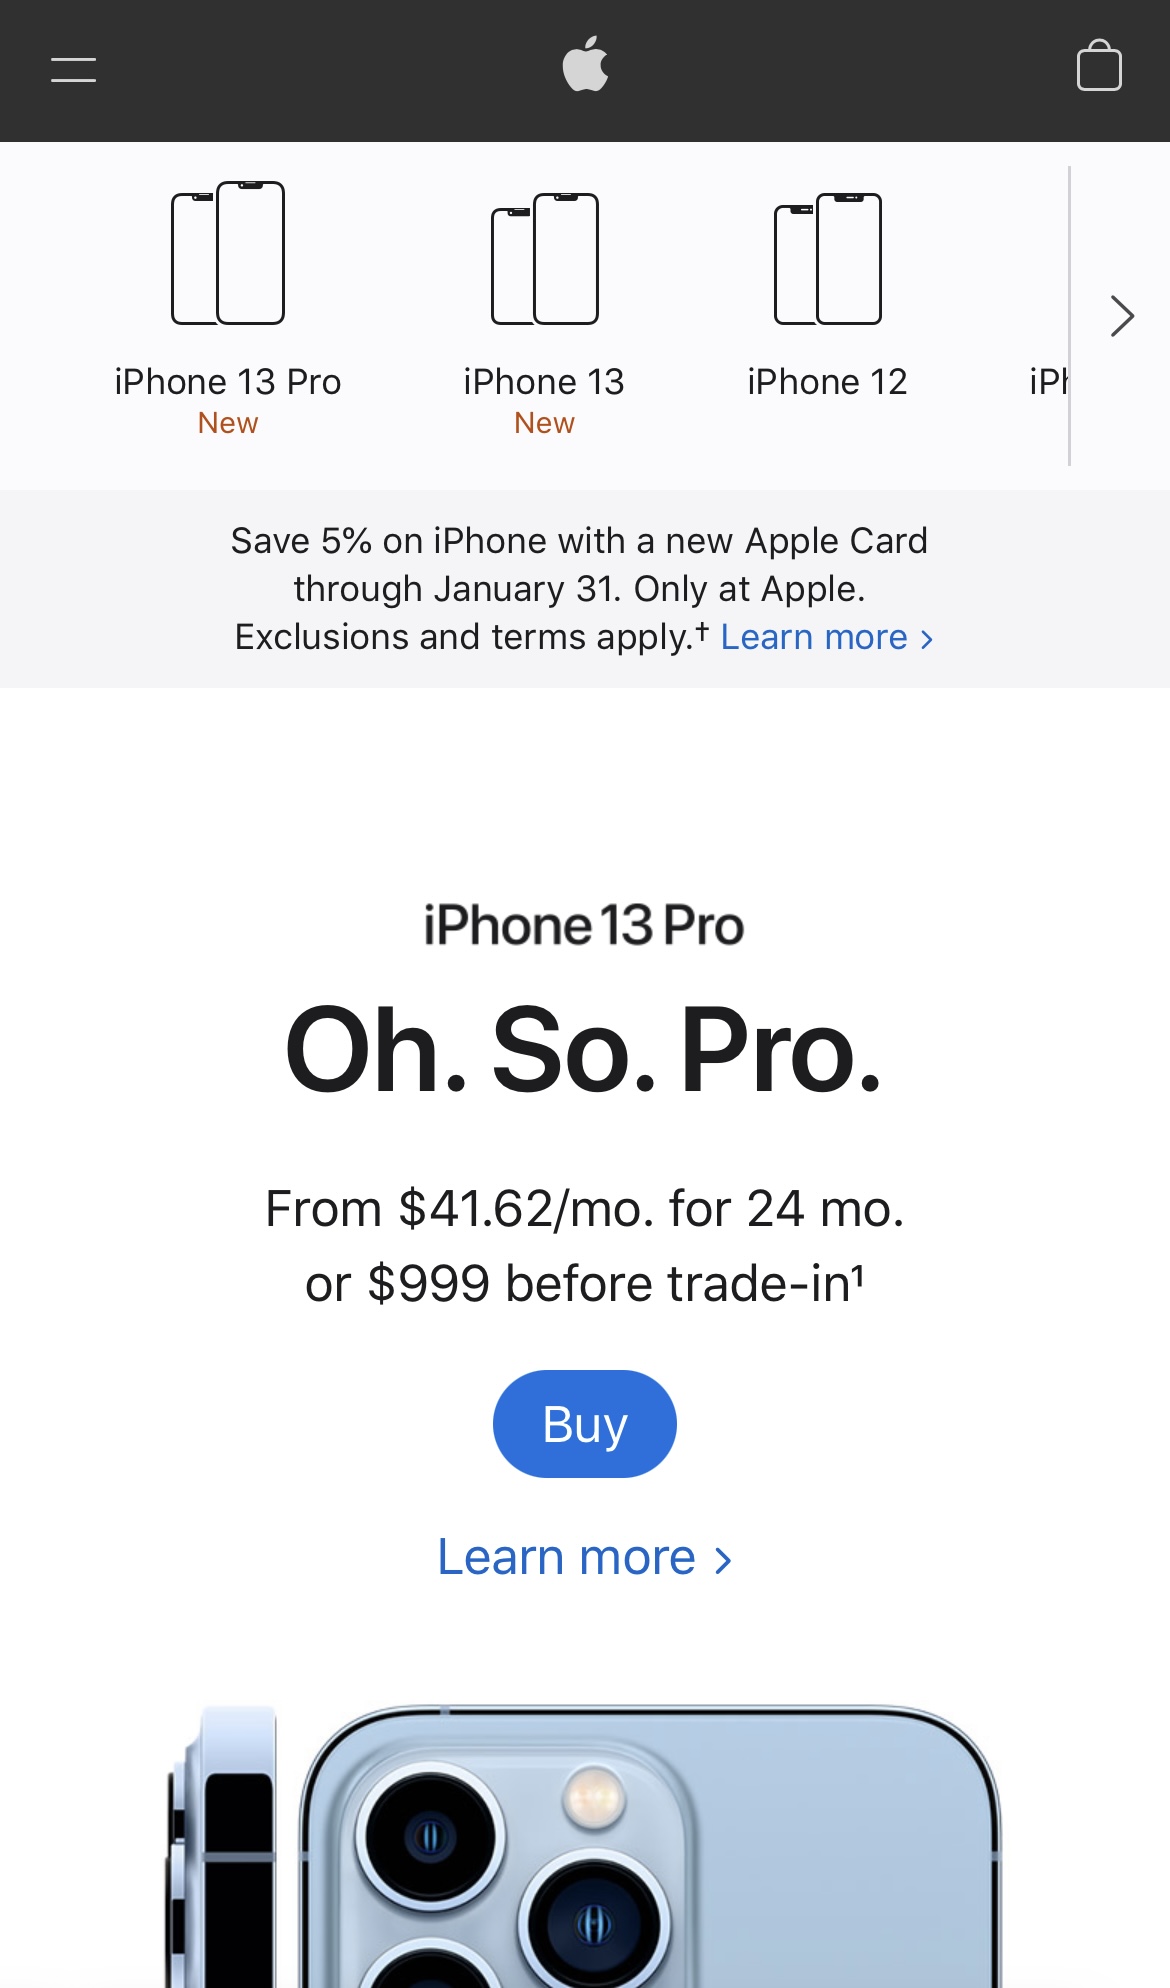 iPhone 13 Pro
New
iPhone 13
New
iPhone 12
iPh
Save 5% on iPhone with a new Apple Card
through January 31. Only at Apple.
Exclusions and terms apply.† Learn more >
iPhone 13 Pro
Oh. So. Pro.
From $41.62/mo. for 24 mo.
or $999 before trade-in¹
Buy
Learn more >